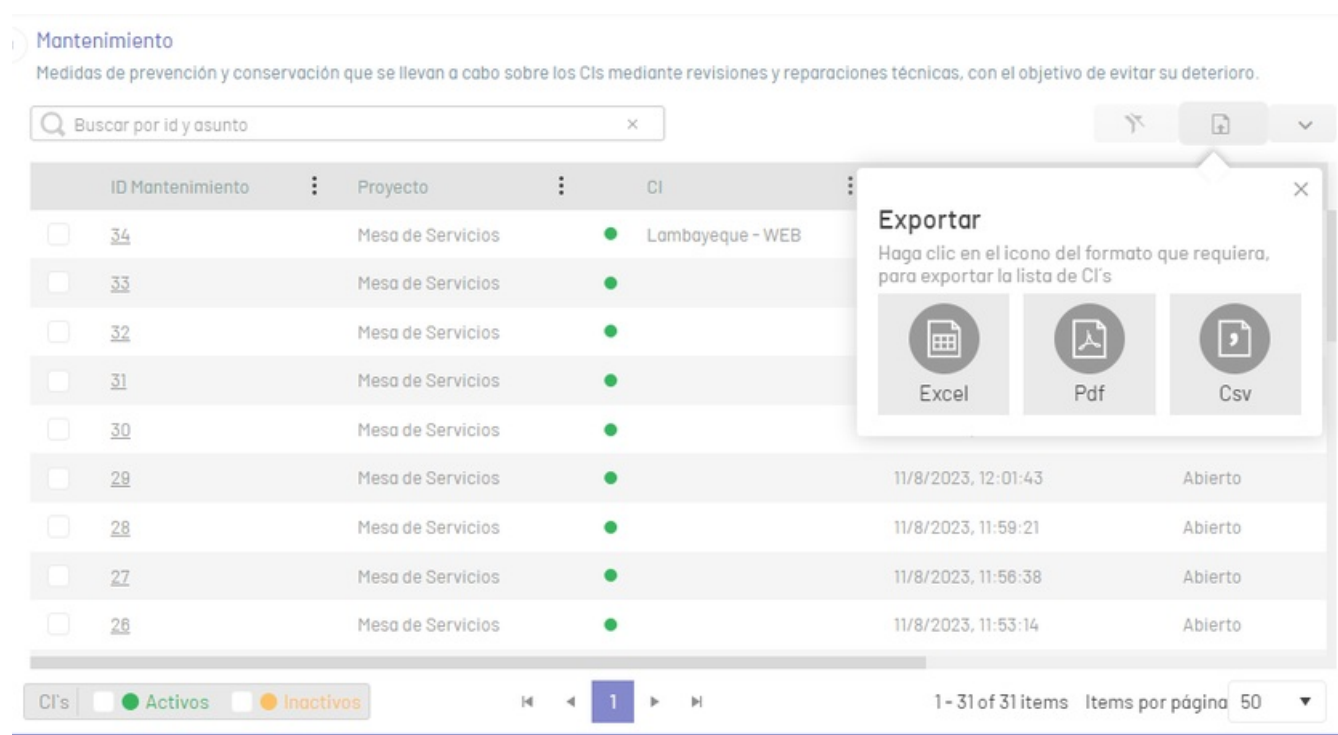 Mantenimiento
Medidas de prevención y conservación que se llevan a cabo sobre los CIs mediante revisiones y reparaciones técnicas, con el objetivo de evitar su deterioro.
Buscar por id y asunto
ID Mantenimiento Proyecto CI
34 Mesa de Servicios Lambayeque - WEB
33 Mesa de Servicios
32 Mesa de Servicios
31 Mesa de Servicios
30 Mesa de Servicios
Exportar
Haga clic en el icono del formato que requiera,
para exportar la lista de CI´s
Excel Pdf Csv
29 Mesa de Servicios 11/8/2023, 12:01:43 Abierto
28 Mesa de Servicios 11/8/2023, 11:59:21 Abierto
27 Mesa de Servicios 11/8/2023, 11:56:38 Abierto
26 Mesa de Servicios 11/8/2023, 11:53:14 Abierto
CI`s Activos Inactivos 1 1 - 31 of 31 items Items por página 50